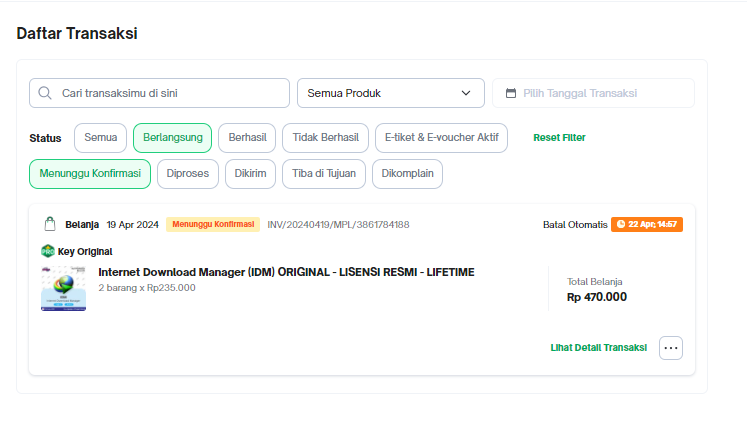 Daftar Transaksi
Cari transaksimu di sini
Semua Produk
Pilih Tanggal Transaksi
Status
Semua
Berlangsung
Berhasil
Tidak Berhasil
E-tiket & E-voucher Aktif
Reset Filter
Menunggu Konfirmasi
Diproses
Dikirim
Tiba di Tujuan
Dikomplain
Belanja 19 Apr 2024 Menunggu Konfirmasi INV/20240419/MPL/3861784188 Batal Otomatis 22 Apr, 14:57
PRO Key Original
Internet Download Manager (IDM) ORIGINAL - LISENSI RESMI - LIFETIME
2 barang x Rp235.000
Total Belanja
Rp 470.000
Lihat Detail Transaksi